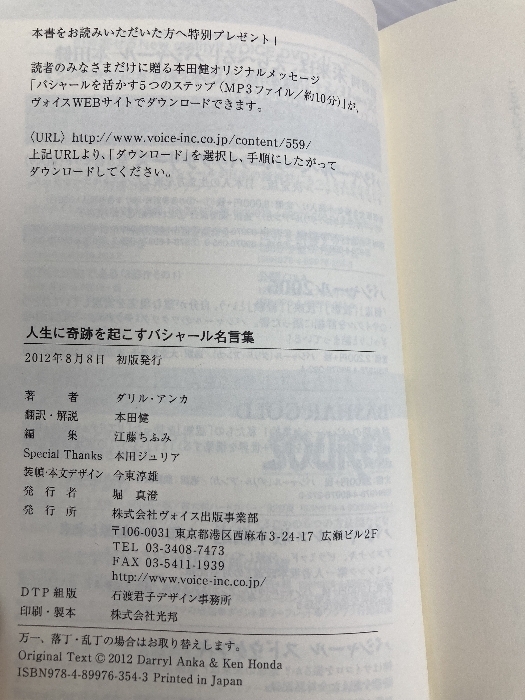 本書をお読みいただいた方へ特別プレゼント!
読者のみなさまだけに贈る本田健オリジナルメッセージ
「バシャールを活かす5つのステップ(MP3ファイル/約10分)」が、
ヴォイスWEBサイトでダウンロードできます。
〈URL〉http://www.voice-inc.co.jp/content/559/
上記URLより、「ダウンロード」を選択し、手順にしたがって
ダウンロードしてください。
人生に奇跡を起こすバシャール名言集
2012年8月8日 初版発行
著 者 ダリル・アンカ
翻訳・解説 本田健
編 集 江藤ちふみ
Special Thanks 本田ジュリア
装幀・本文デザイン 今東淳雄
発 行 者 堀 真澄
発 行 所 株式会社ヴォイス出版事業部
〒106-0031 東京都港区西麻布3-24-17 広瀬ビル2F
TEL 03-3408-7473
FAX 03-5411-1939
http://www.voice-inc.co.jp/
DTP組版 石渡君子デザイン事務所
印刷・製本 株式会社光邦
万一、落丁・乱丁の場合はお取り替えします。
Original Text © 2012 Darryl Anka & Ken Honda
ISBN978-4-89976-354-3 Printed in Japan